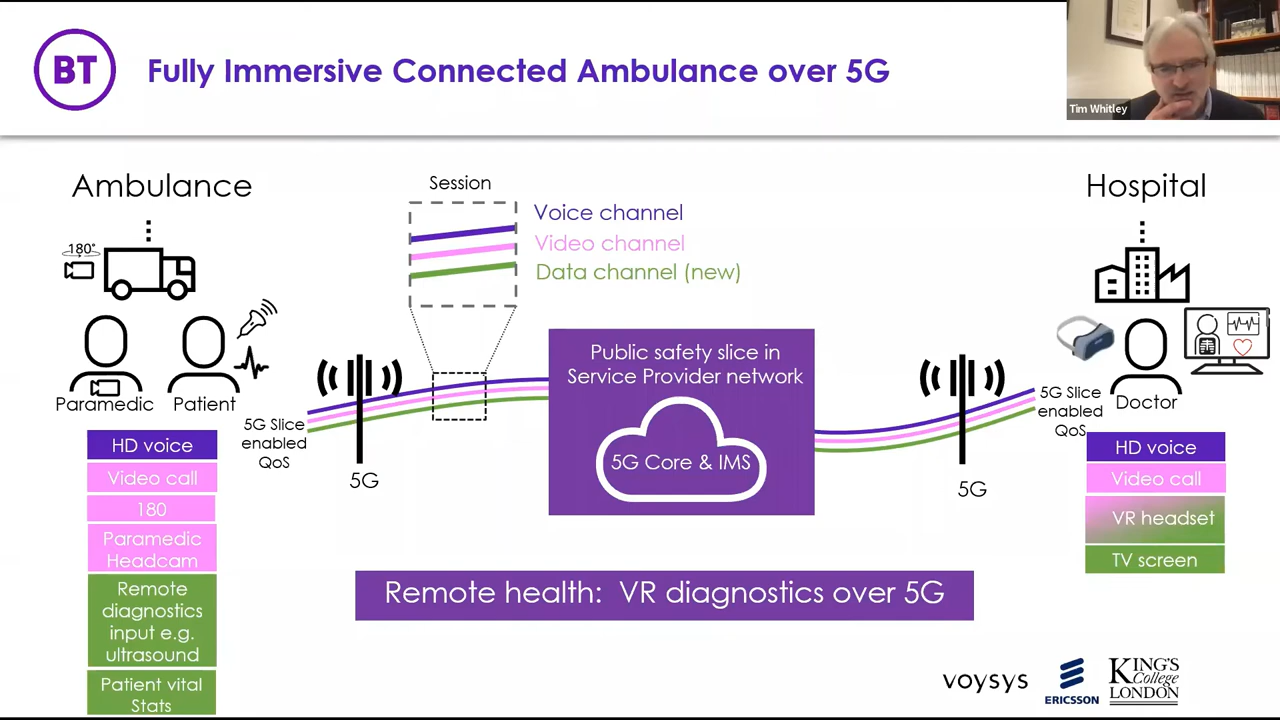 BT
Fully Immersive Connected Ambulance over 5G
Tim Whitley
Ambulance
180°
Paramedic
Patient
HD voice
Video call
180
Paramedic
Headcam
Remote
diagnostics
input e.g.
ultrasound
Patient vital
Stats
5G Slice
enabled
QoS
5G
Session
Voice channel
Video channel
Data channel (new)
Public safety slice in
Service Provider network
5G Core & IMS
5G
5G Slice
enabled
QoS
Hospital
Doctor
HD voice
Video call
VR headset
TV screen
Remote health: VR diagnostics over 5G
voysys
ERICSSON
KING'S
College
LONDON